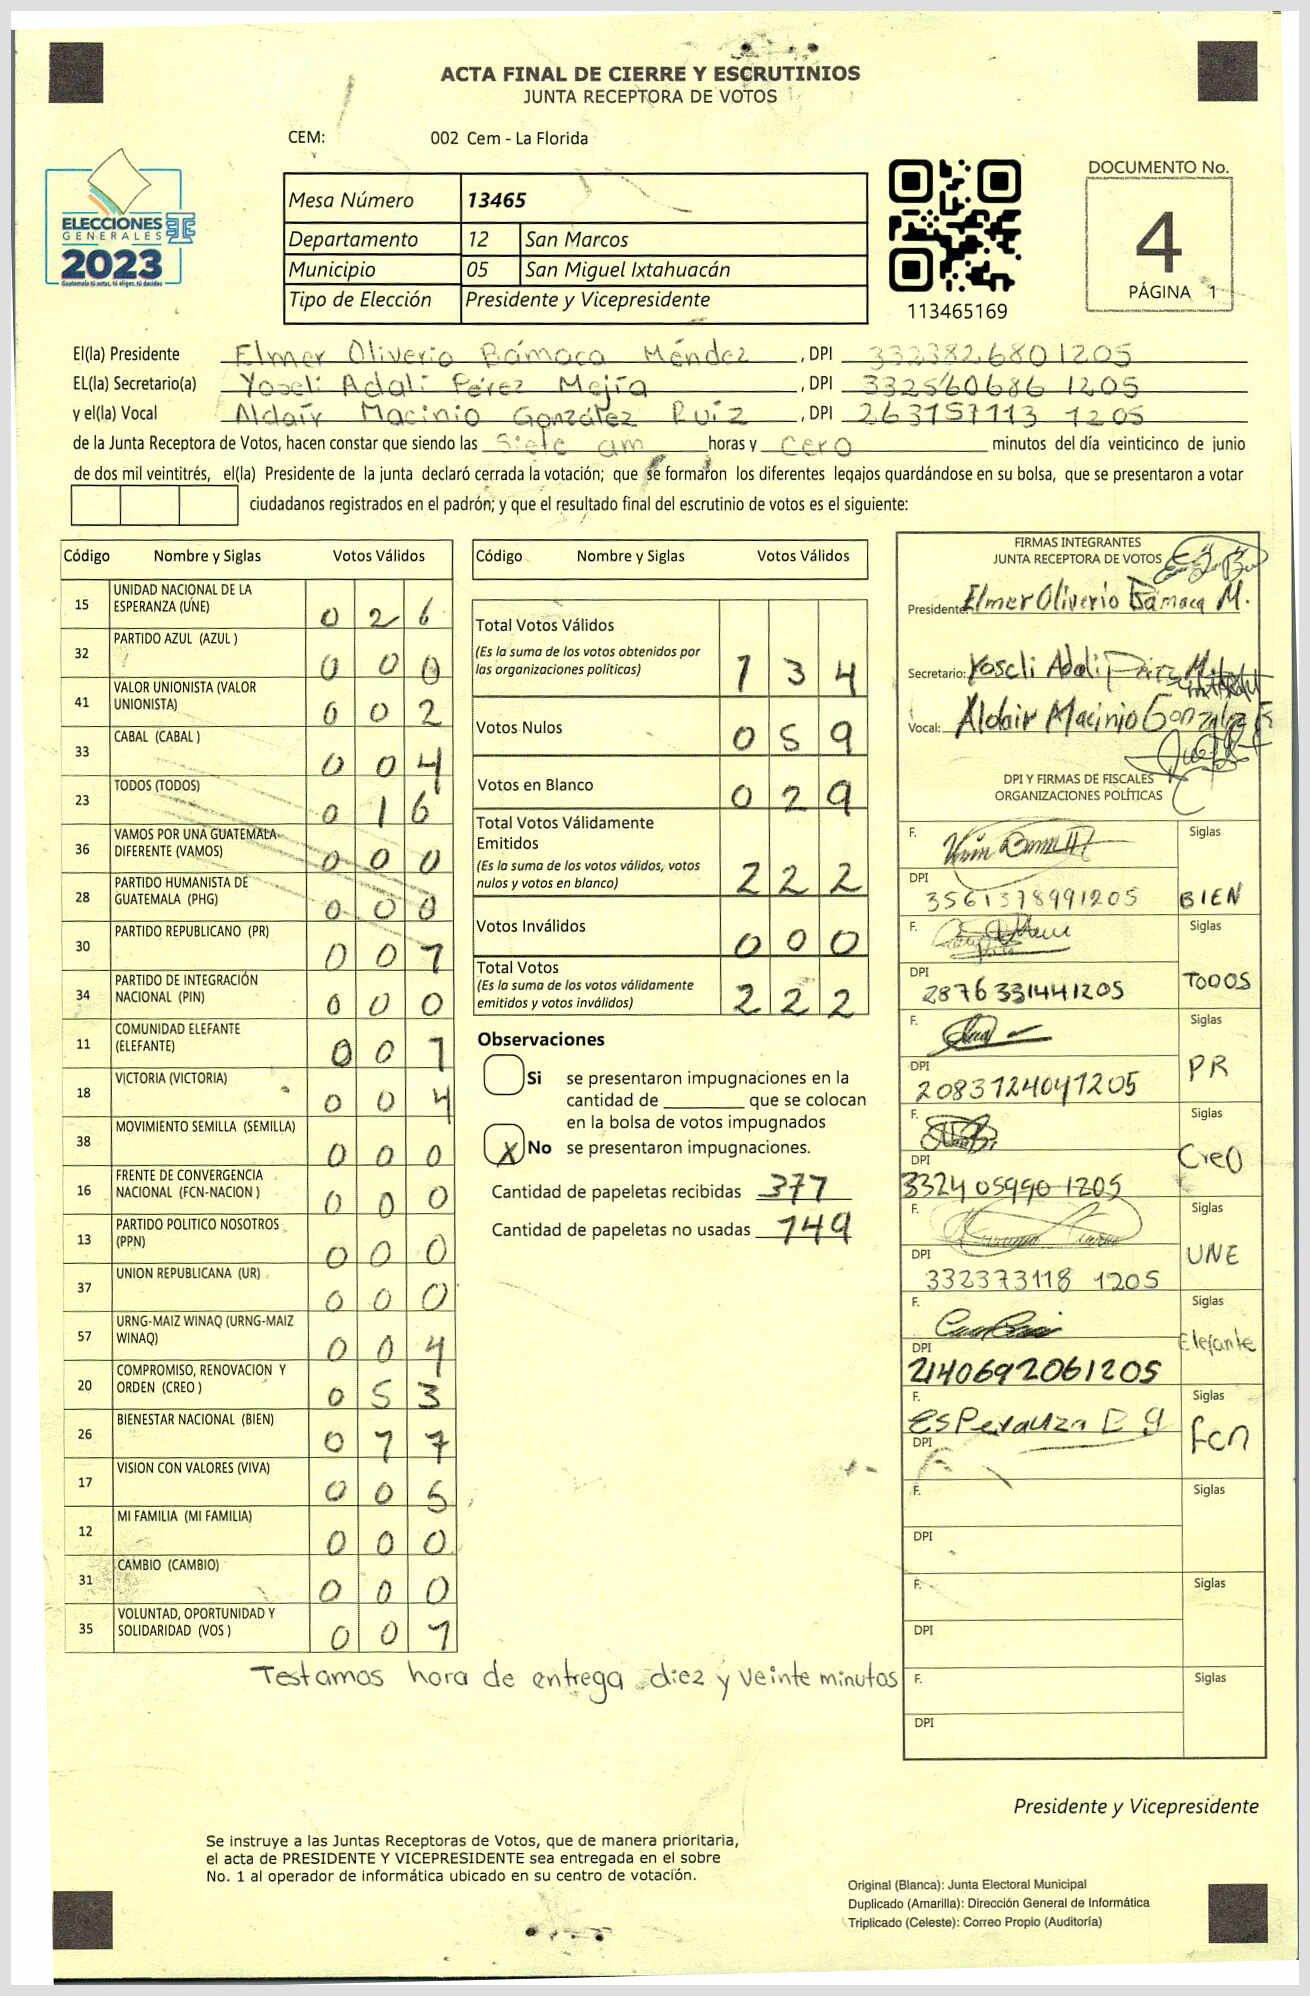 ACTA FINAL DE CIERRE Y ESCRUTINIOS
JUNTA RECEPTORA DE VOTOS
CEM: 002 Cem - La Florida
ELECCIONES
GENERALES
2023
Guatemala tú votas, tú eliges, tú decides
Mesa Número 13465
Departamento 12 San Marcos
Municipio 05 San Miguel Ixtahuacán
Tipo de Elección Presidente y Vicepresidente
113465169
DOCUMENTO No.
4
PÁGINA 1
El(la) Presidente Elmer Oliverio Bámaca Méndez , DPI 332382680 1205
EL(la) Secretario(a) Yoseli Adali Pérez Mejía , DPI 332560686 1205
y el(la) Vocal Aldair Macinio González Ruíz , DPI 263157113 1205
de la Junta Receptora de Votos, hacen constar que siendo las Siete am horas y cero minutos del día veinticinco de junio
de dos mil veintitrés, el(la) Presidente de la junta declaró cerrada la votación; que se formaron los diferentes legajos guardándose en su bolsa, que se presentaron a votar
ciudadanos registrados en el padrón; y que el resultado final del escrutinio de votos es el siguiente:
Código Nombre y Siglas Votos Válidos
15 UNIDAD NACIONAL DE LA ESPERANZA (UNE) 0 2 6
32 PARTIDO AZUL (AZUL ) 0 0 0
41 VALOR UNIONISTA (VALOR UNIONISTA) 0 0 2
33 CABAL (CABAL ) 0 0 4
23 TODOS (TODOS) 0 1 6
36 VAMOS POR UNA GUATEMALA DIFERENTE (VAMOS) 0 0 0
28 PARTIDO HUMANISTA DE GUATEMALA (PHG) 0 0 0
30 PARTIDO REPUBLICANO (PR) 0 0 1
34 PARTIDO DE INTEGRACIÓN NACIONAL (PIN) 0 0 0
11 COMUNIDAD ELEFANTE (ELEFANTE) 0 0 1
18 VICTORIA (VICTORIA) 0 0 4
38 MOVIMIENTO SEMILLA (SEMILLA) 0 0 0
16 FRENTE DE CONVERGENCIA NACIONAL (FCN-NACION ) 0 0 0
13 PARTIDO POLITICO NOSOTROS (PPN) 0 0 0
37 UNION REPUBLICANA (UR) 0 0 0
57 URNG-MAIZ WINAQ (URNG-MAIZ WINAQ) 0 0 4
20 COMPROMISO, RENOVACION Y ORDEN (CREO ) 0 5 3
26 BIENESTAR NACIONAL (BIEN) 0 1 7
17 VISION CON VALORES (VIVA) 0 0 5
12 MI FAMILIA (MI FAMILIA) 0 0 0
31 CAMBIO (CAMBIO) 0 0 0
35 VOLUNTAD, OPORTUNIDAD Y SOLIDARIDAD (VOS ) 0 0 1
Código Nombre y Siglas Votos Válidos
Total Votos Válidos
(Es la suma de los votos obtenidos por
las organizaciones políticas) 1 3 4
Votos Nulos 0 5 9
Votos en Blanco 0 2 9
Total Votos Válidamente
Emitidos
(Es la suma de los votos válidos, votos
nulos y votos en blanco) 2 2 2
Votos Inválidos 0 0 0
Total Votos
(Es la suma de los votos válidamente
emitidos y votos inválidos) 2 2 2
Observaciones
Si se presentaron impugnaciones en la
cantidad de ________ que se colocan
en la bolsa de votos impugnados
X No se presentaron impugnaciones.
Cantidad de papeletas recibidas 377
Cantidad de papeletas no usadas 149
FIRMAS INTEGRANTES
JUNTA RECEPTORA DE VOTOS
Presidente: Elmer Oliverio Bámaca M.
Secretario: Yoseli Adali Pérez M.
Vocal: Aldair Macinio González R
DPI Y FIRMAS DE FISCALES
ORGANIZACIONES POLÍTICAS
F. Siglas
DPI 3561578991205 BIEN
F. Siglas
DPI 2876331441205 TODOS
F. Siglas
DPI 2083124041205 PR
F. Siglas
DPI 332405990 1205 CreO
F. Siglas
DPI 332373118 1205 UNE
F. Siglas
DPI 2140692061205 Elefante
F. Esperanza Siglas
DPI fcn
F. Siglas
DPI
F. Siglas
DPI
F. Siglas
DPI
Testamos hora de entrega diez y veinte minutos
Presidente y Vicepresidente
Se instruye a las Juntas Receptoras de Votos, que de manera prioritaria,
el acta de PRESIDENTE Y VICEPRESIDENTE sea entregada en el sobre
No. 1 al operador de informática ubicado en su centro de votación.
Original (Blanca): Junta Electoral Municipal
Duplicado (Amarilla): Dirección General de Informática
Triplicado (Celeste): Correo Propio (Auditoría)